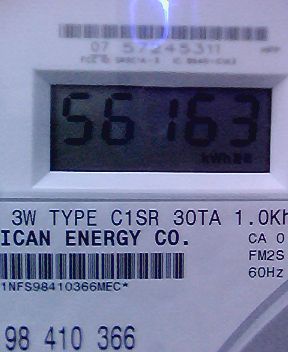 07 57245311
56163
kWh
3W TYPE C1SR 30TA 1.0Kh
ICAN ENERGY CO.
CA 0
FM2S
60Hz
1NFS98410366MEC*
98 410 366